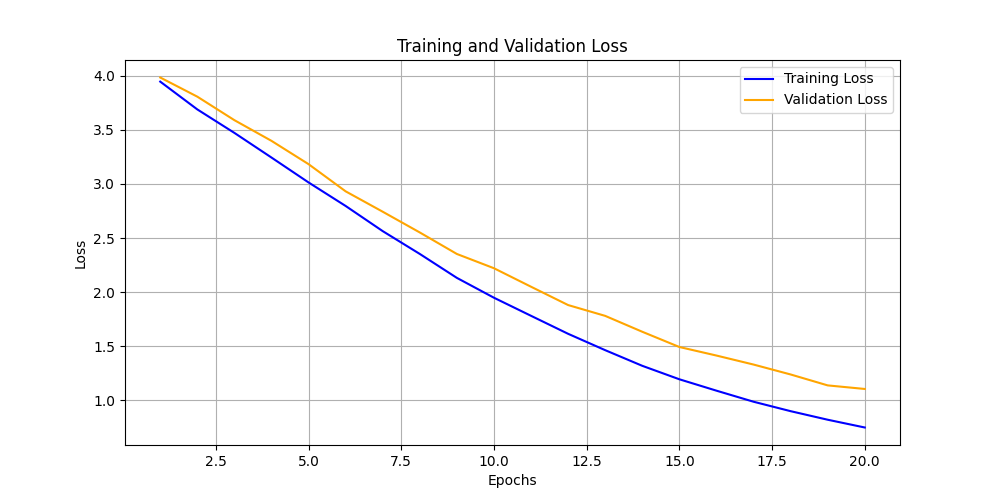 Training and Validation Loss
Training Loss
Validation Loss
Loss
4.0
3.5
3.0
2.5
2.0
1.5
1.0
2.5 5.0 7.5 10.0 12.5 15.0 17.5 20.0
Epochs